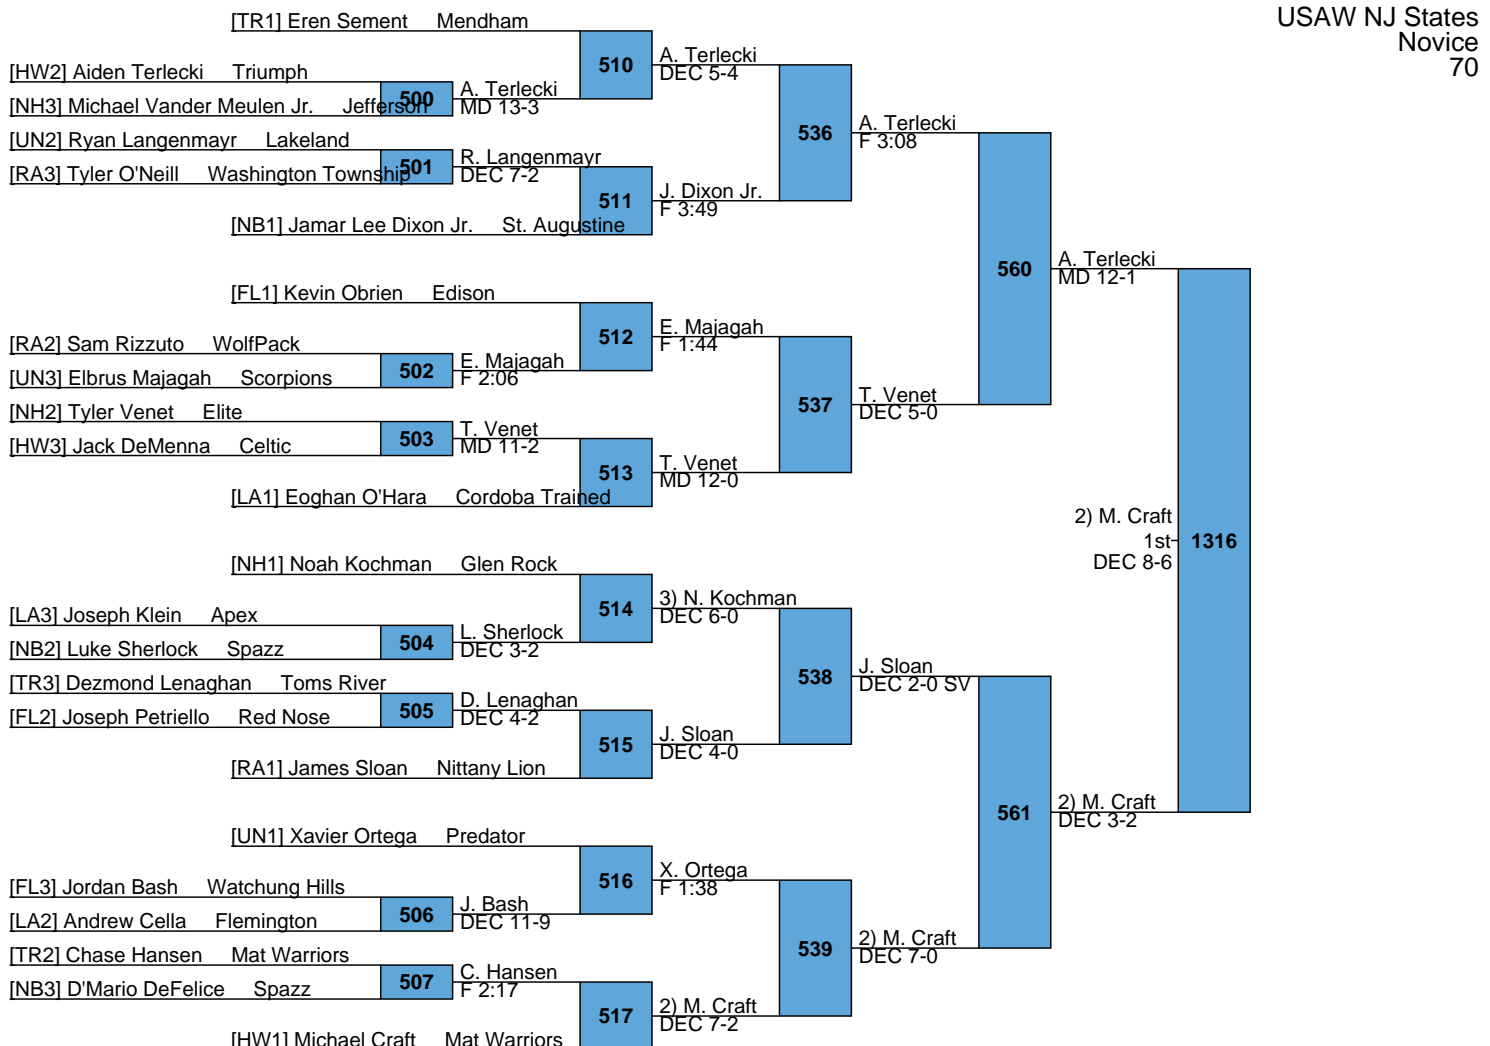 USAW NJ States
Novice
70
[TR1] Eren Sement Mendham
[HW2] Aiden Terlecki Triumph
[NH3] Michael Vander Meulen Jr. Jefferson
[UN2] Ryan Langenmayr Lakeland
[RA3] Tyler O'Neill Washington Township
[NB1] Jamar Lee Dixon Jr. St. Augustine
[FL1] Kevin Obrien Edison
[RA2] Sam Rizzuto WolfPack
[UN3] Elbrus Majagah Scorpions
[NH2] Tyler Venet Elite
[HW3] Jack DeMenna Celtic
[LA1] Eoghan O'Hara Cordoba Trained
[NH1] Noah Kochman Glen Rock
[LA3] Joseph Klein Apex
[NB2] Luke Sherlock Spazz
[TR3] Dezmond Lenaghan Toms River
[FL2] Joseph Petriello Red Nose
[RA1] James Sloan Nittany Lion
[UN1] Xavier Ortega Predator
[FL3] Jordan Bash Watchung Hills
[LA2] Andrew Cella Flemington
[TR2] Chase Hansen Mat Warriors
[NB3] D'Mario DeFelice Spazz
[HW1] Michael Craft Mat Warriors
500
A. Terlecki
MD 13-3
501
R. Langenmayr
DEC 7-2
502
E. Majagah
F 2:06
503
T. Venet
MD 11-2
504
L. Sherlock
DEC 3-2
505
D. Lenaghan
DEC 4-2
506
J. Bash
DEC 11-9
507
C. Hansen
F 2:17
510
A. Terlecki
DEC 5-4
511
J. Dixon Jr.
F 3:49
512
E. Majagah
F 1:44
513
T. Venet
MD 12-0
514
3) N. Kochman
DEC 6-0
515
J. Sloan
DEC 4-0
516
X. Ortega
F 1:38
517
2) M. Craft
DEC 7-2
536
A. Terlecki
F 3:08
537
T. Venet
DEC 5-0
538
J. Sloan
DEC 2-0 SV
539
2) M. Craft
DEC 7-0
560
A. Terlecki
MD 12-1
561
2) M. Craft
DEC 3-2
2) M. Craft
1st
DEC 8-6
1316